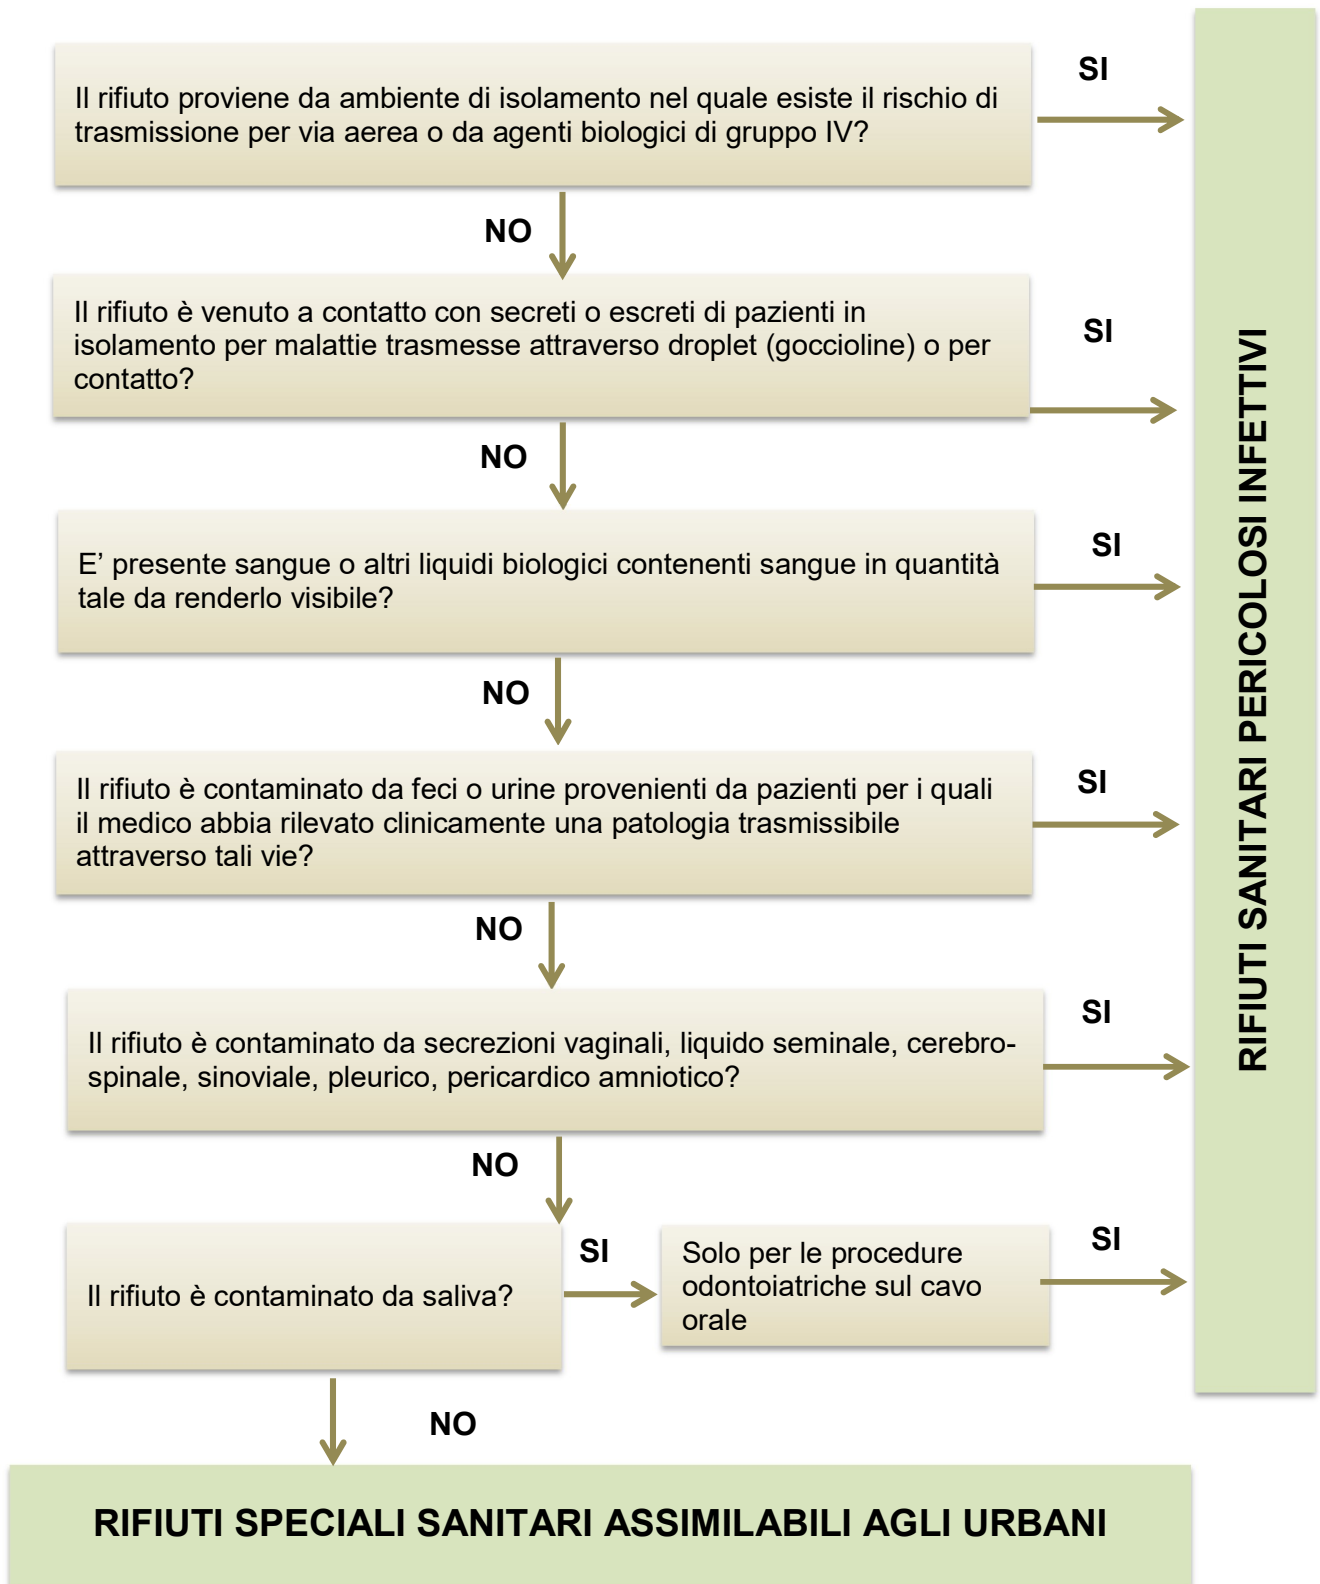 Il rifiuto proviene da ambiente di isolamento nel quale esiste il rischio di
trasmissione per via aerea o da agenti biologici di gruppo IV?
SI
NO
Il rifiuto è venuto a contatto con secreti o escreti di pazienti in
isolamento per malattie trasmesse attraverso droplet (goccioline) o per
contatto?
SI
NO
E’ presente sangue o altri liquidi biologici contenenti sangue in quantità
tale da renderlo visibile?
SI
NO
Il rifiuto è contaminato da feci o urine provenienti da pazienti per i quali
il medico abbia rilevato clinicamente una patologia trasmissibile
attraverso tali vie?
SI
NO
Il rifiuto è contaminato da secrezioni vaginali, liquido seminale, cerebro-
spinale, sinoviale, pleurico, pericardico amniotico?
SI
NO
Il rifiuto è contaminato da saliva?
SI
Solo per le procedure
odontoiatriche sul cavo
orale
SI
NO
RIFIUTI SANITARI PERICOLOSI INFETTIVI
RIFIUTI SPECIALI SANITARI ASSIMILABILI AGLI URBANI